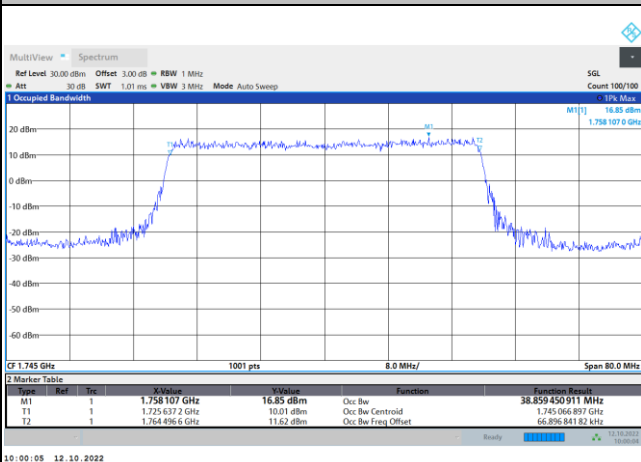 MultiView Spectrum
Ref Level 30.00 dBm Offset 3.00 dB RBW 1 MHz SGL
Att 30 dB SWT 1.01 ms VBW 3 MHz Mode Auto Sweep Count 100/100
1 Occupied Bandwidth 1Pk Max
M1[1] 16.85 dBm
1.758 107 0 GHz
20 dBm
M1
T1
T2
10 dBm
0 dBm
-10 dBm
-20 dBm
-30 dBm
-40 dBm
-50 dBm
-60 dBm
CF 1.745 GHz 1001 pts 8.0 MHz/ Span 80.0 MHz
2 Marker Table
Type Ref Trc X-Value Y-Value Function Function Result
M1 1 1.758 107 GHz 16.85 dBm Occ Bw 38.859 450 911 MHz
T1 1 1.725 637 2 GHz 10.01 dBm Occ Bw Centroid 1.745 066 897 GHz
T2 1 1.764 496 6 GHz 11.62 dBm Occ Bw Freq Offset 66.896 841 82 kHz
Ready 12.10.2022
10:00:04
10:00:05 12.10.2022